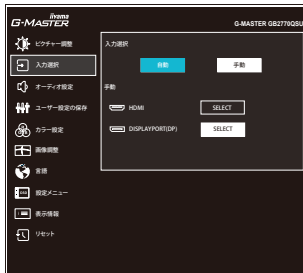 iiyama
G-MASTER
G-MASTER GB2770QSU
ピクチャー調整
入力選択
オーディオ設定
ユーザー設定の保存
カラー設定
画像調整
言語
設定メニュー
表示情報
リセット
入力選択
自動
手動
手動
HDMI
SELECT
DISPLAYPORT(DP)
SELECT
OSD